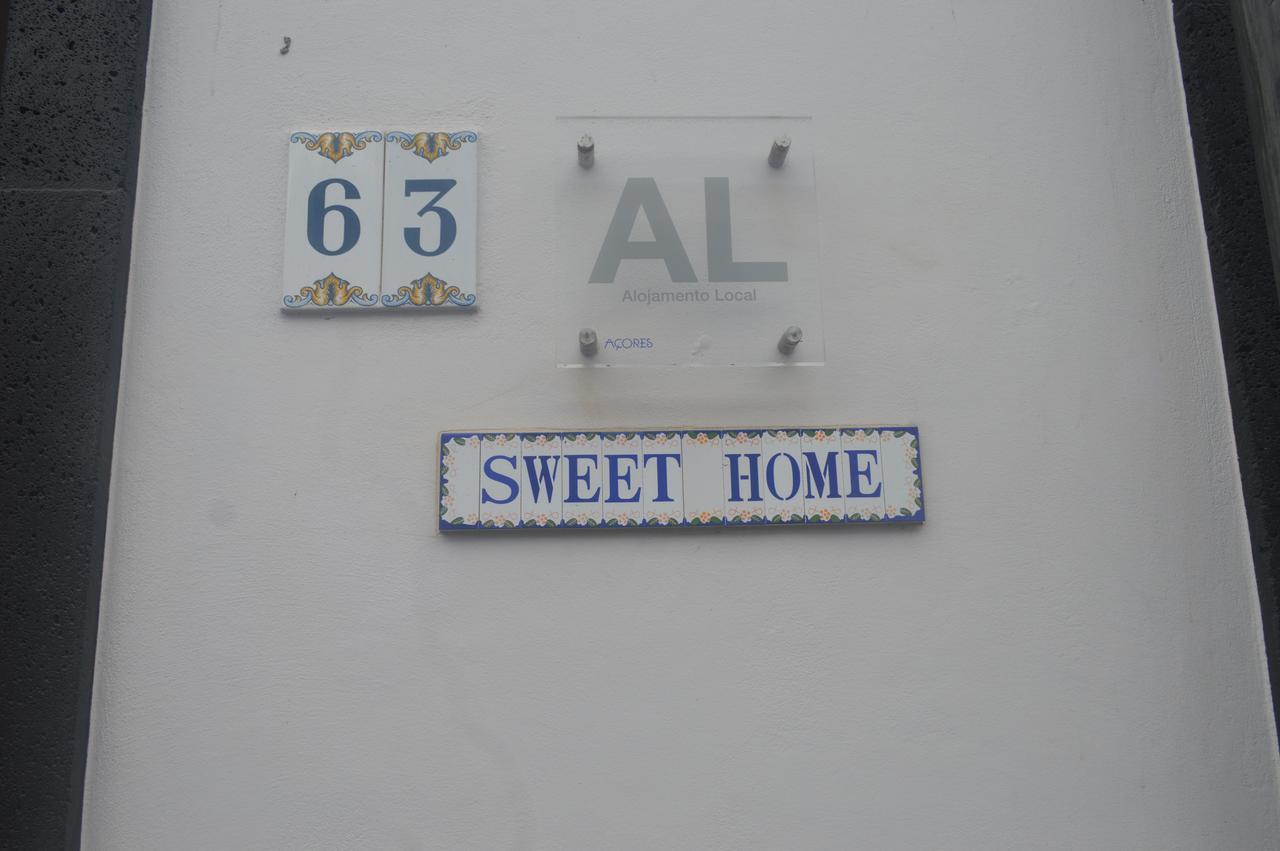 63
AL
Alojamento Local
AÇORES
SWEET HOME